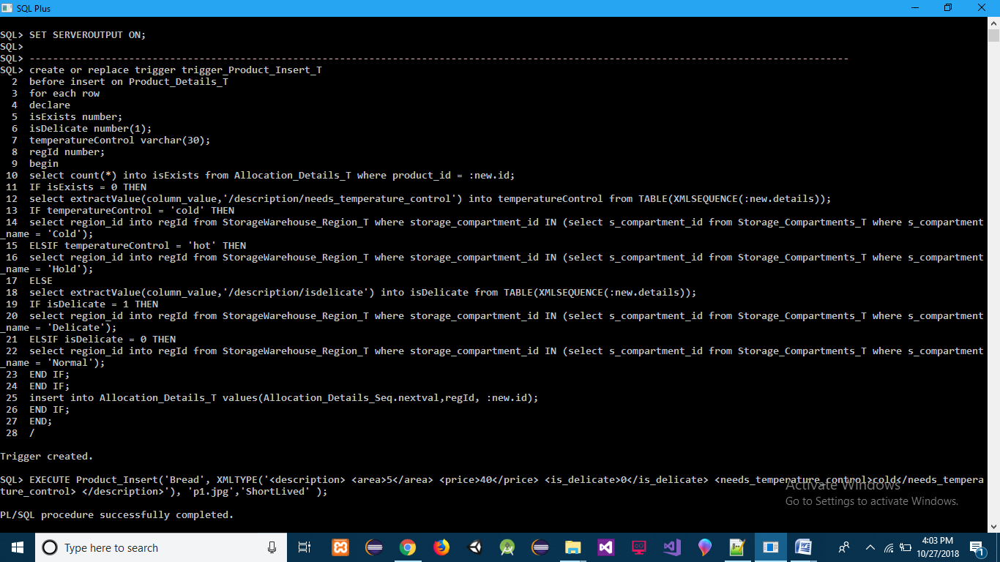 SQL Plus
SQL> SET SERVEROUTPUT ON;
SQL>
SQL> --------------------------------------------------------------------------------------------------------------------------------------------
SQL> create or replace trigger trigger_Product_Insert_T
2 before insert on Product_Details_T
3 for each row
4 declare
5 isExists number;
6 isDelicate number(1);
7 temperatureControl varchar(30);
8 regId number;
9 begin
10 select count(*) into isExists from Allocation_Details_T where product_id = :new.id;
11 IF isExists = 0 THEN
12 select extractValue(column_value,'/description/needs_temperature_control') into temperatureControl from TABLE(XMLSEQUENCE(:new.details));
13 IF temperatureControl = 'cold' THEN
14 select region_id into regId from StorageWarehouse_Region_T where storage_compartment_id IN (select s_compartment_id from Storage_Compartments_T where s_compartment
_name = 'Cold');
15 ELSIF temperatureControl = 'hot' THEN
16 select region_id into regId from StorageWarehouse_Region_T where storage_compartment_id IN (select s_compartment_id from Storage_Compartments_T where s_compartment
_name = 'Hold');
17 ELSE
18 select extractValue(column_value,'/description/isdelicate') into isDelicate from TABLE(XMLSEQUENCE(:new.details));
19 IF isDelicate = 1 THEN
20 select region_id into regId from StorageWarehouse_Region_T where storage_compartment_id IN (select s_compartment_id from Storage_Compartments_T where s_compartment
_name = 'Delicate');
21 ELSIF isDelicate = 0 THEN
22 select region_id into regId from StorageWarehouse_Region_T where storage_compartment_id IN (select s_compartment_id from Storage_Compartments_T where s_compartment
_name = 'Normal');
23 END IF;
24 END IF;
25 insert into Allocation_Details_T values(Allocation_Details_Seq.nextval,regId, :new.id);
26 END IF;
27 END;
28 /
Trigger created.
SQL> EXECUTE Product_Insert('Bread', XMLTYPE('<description> <area>5</area> <price>40</price> <is_delicate>0</is_delicate> <needs_temperature_control>cold</needs_tempera
ture_control> </description>'), 'p1.jpg','ShortLived' );
PL/SQL procedure successfully completed.
Activate Windows
Go to Settings to activate Windows.
Type here to search
4:03 PM
10/27/2018
1